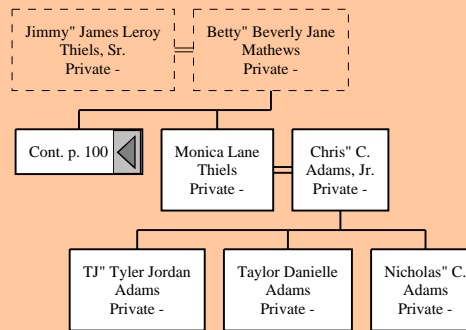 Jimmy" James Leroy
Thiels, Sr.
Private -
Betty" Beverly Jane
Mathews
Private -
Cont. p. 100
Monica Lane
Thiels
Private -
Chris" C.
Adams, Jr.
Private -
TJ" Tyler Jordan
Adams
Private -
Taylor Danielle
Adams
Private -
Nicholas" C.
Adams
Private -